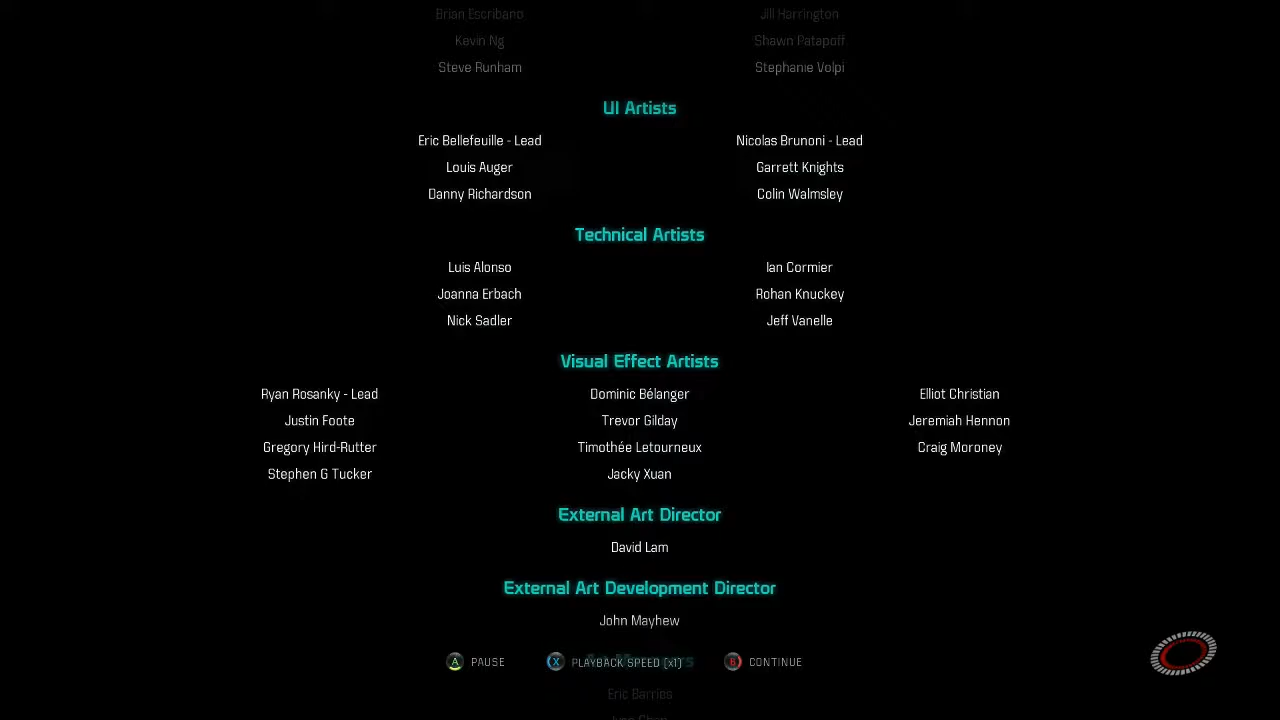 Brian Escribano Jill Harrington
Kevin Ng Shawn Patapoff
Steve Runham Stephanie Volpi
UI Artists
Eric Bellefeuille - Lead Nicolas Brunoni - Lead
Louis Auger Garrett Knights
Danny Richardson Colin Walmsley
Technical Artists
Luis Alonso Ian Cormier
Joanna Erbach Rohan Knuckey
Nick Sadler Jeff Vanelle
Visual Effect Artists
Ryan Rosanky - Lead Dominic Bélanger Elliot Christian
Justin Foote Trevor Gilday Jeremiah Hennon
Gregory Hird-Rutter Timothée Letourneux Craig Moroney
Stephen G Tucker Jacky Xuan
External Art Director
David Lam
External Art Development Director
John Mayhew
A PAUSE X PLAYBACK SPEED (x1) B CONTINUE
Eric Barries